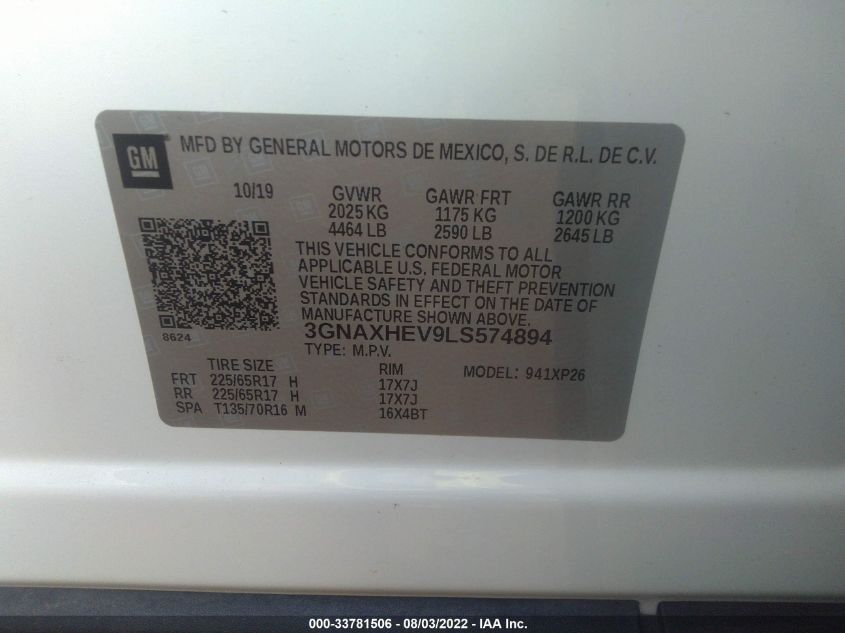 GM
MFD BY GENERAL MOTORS DE MEXICO, S. DE R.L. DE C.V.
10/19 GVWR GAWR FRT GAWR RR
2025 KG 1175 KG 1200 KG
4464 LB 2590 LB 2645 LB
THIS VEHICLE CONFORMS TO ALL
APPLICABLE U.S. FEDERAL MOTOR
VEHICLE SAFETY AND THEFT PREVENTION
STANDARDS IN EFFECT ON THE DATE OF
MANUFACTURE SHOWN ABOVE.
8624
3GNAXHEV9LS574894
TYPE: M.P.V.
TIRE SIZE RIM MODEL: 941XP26
FRT 225/65R17 H 17X7J
RR 225/65R17 H 17X7J
SPA T135/70R16 M 16X4BT
000-33781506 - 08/03/2022 - IAA Inc.